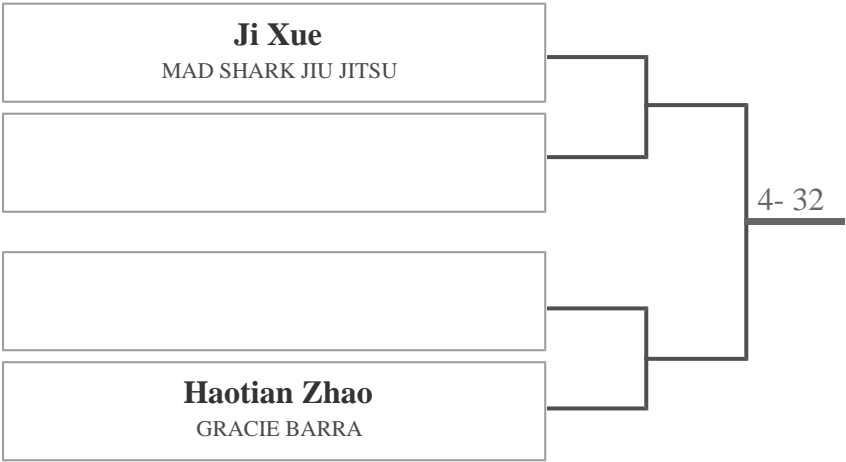 Ji Xue
MAD SHARK JIU JITSU
4- 32
Haotian Zhao
GRACIE BARRA